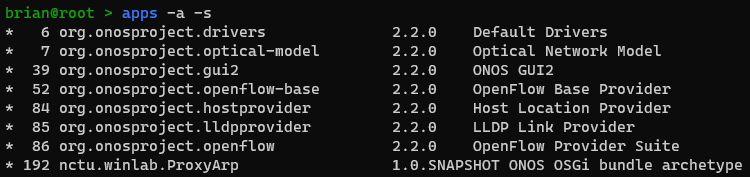 brian@root > apps -a -s
*   6 org.onosproject.drivers              2.2.0    Default Drivers
*   7 org.onosproject.optical-model        2.2.0    Optical Network Model
*  39 org.onosproject.gui2                 2.2.0    ONOS GUI2
*  52 org.onosproject.openflow-base        2.2.0    OpenFlow Base Provider
*  84 org.onosproject.hostprovider         2.2.0    Host Location Provider
*  85 org.onosproject.lldpprovider         2.2.0    LLDP Link Provider
*  86 org.onosproject.openflow             2.2.0    OpenFlow Provider Suite
* 192 nctu.winlab.ProxyArp                 1.0.SNAPSHOT ONOS OSGi bundle archetype